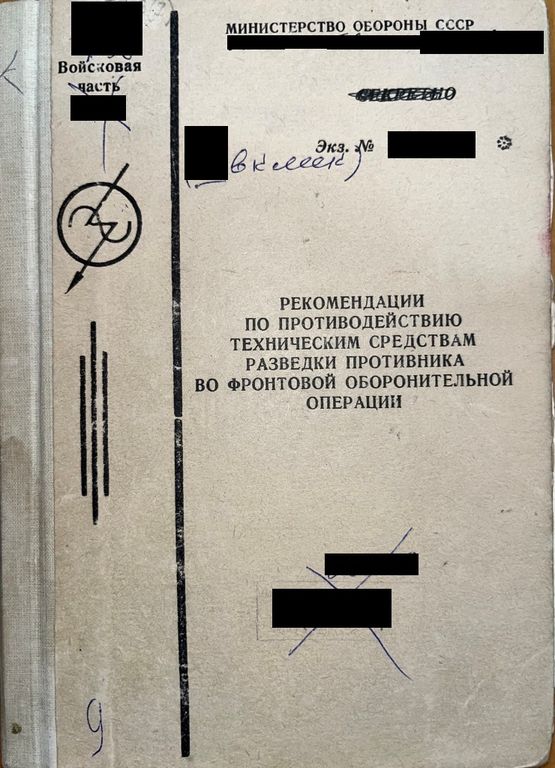 Войсковая
часть
МИНИСТЕРСТВО ОБОРОНЫ СССР
СЕКРЕТНО
Экз. №
РЕКОМЕНДАЦИИ
ПО ПРОТИВОДЕЙСТВИЮ
ТЕХНИЧЕСКИМ СРЕДСТВАМ
РАЗВЕДКИ ПРОТИВНИКА
ВО ФРОНТОВОЙ ОБОРОНИТЕЛЬНОЙ
ОПЕРАЦИИ
9